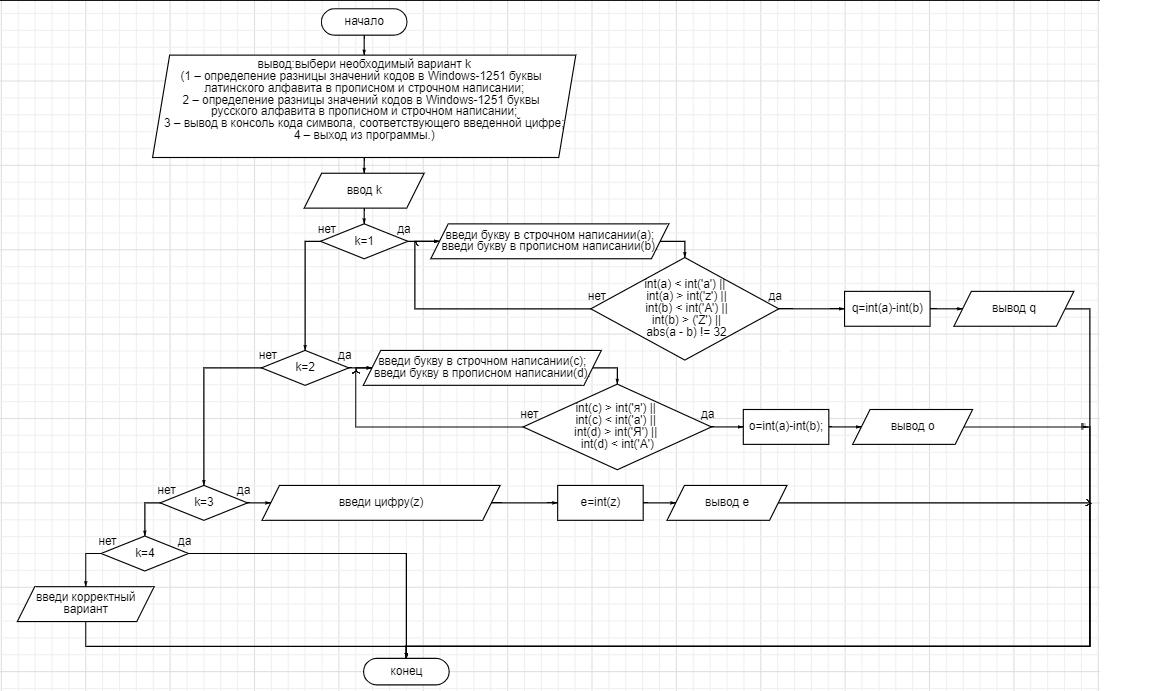 начало
вывод:выбери необходимый вариант k
(1 – определение разницы значений кодов в Windows-1251 буквы
латинского алфавита в прописном и строчном написании;
2 – определение разницы значений кодов в Windows-1251 буквы
русского алфавита в прописном и строчном написании;
3 – вывод в консоль кода символа, соответствующего введенной цифре;
4 – выход из программы.)
ввод k
нет
да
k=1
введи букву в строчном написании(a);
введи букву в прописном написании(b)
int(a) < int('a') ||
int(a) > int('z') ||
int(b) < int('A') ||
int(b) > ('Z') ||
abs(a - b) != 32
нет
да
q=int(a)-int(b)
вывод q
нет
да
k=2
введи букву в строчном написании(c);
введи букву в прописном написании(d)
int(c) > int('я') ||
int(c) < int('a') ||
int(d) > int('Я') ||
int(d) < int('A')
нет
да
o=int(a)-int(b);
вывод o
нет
да
k=3
введи цифру(z)
e=int(z)
вывод e
нет
да
k=4
введи корректный
вариант
конец